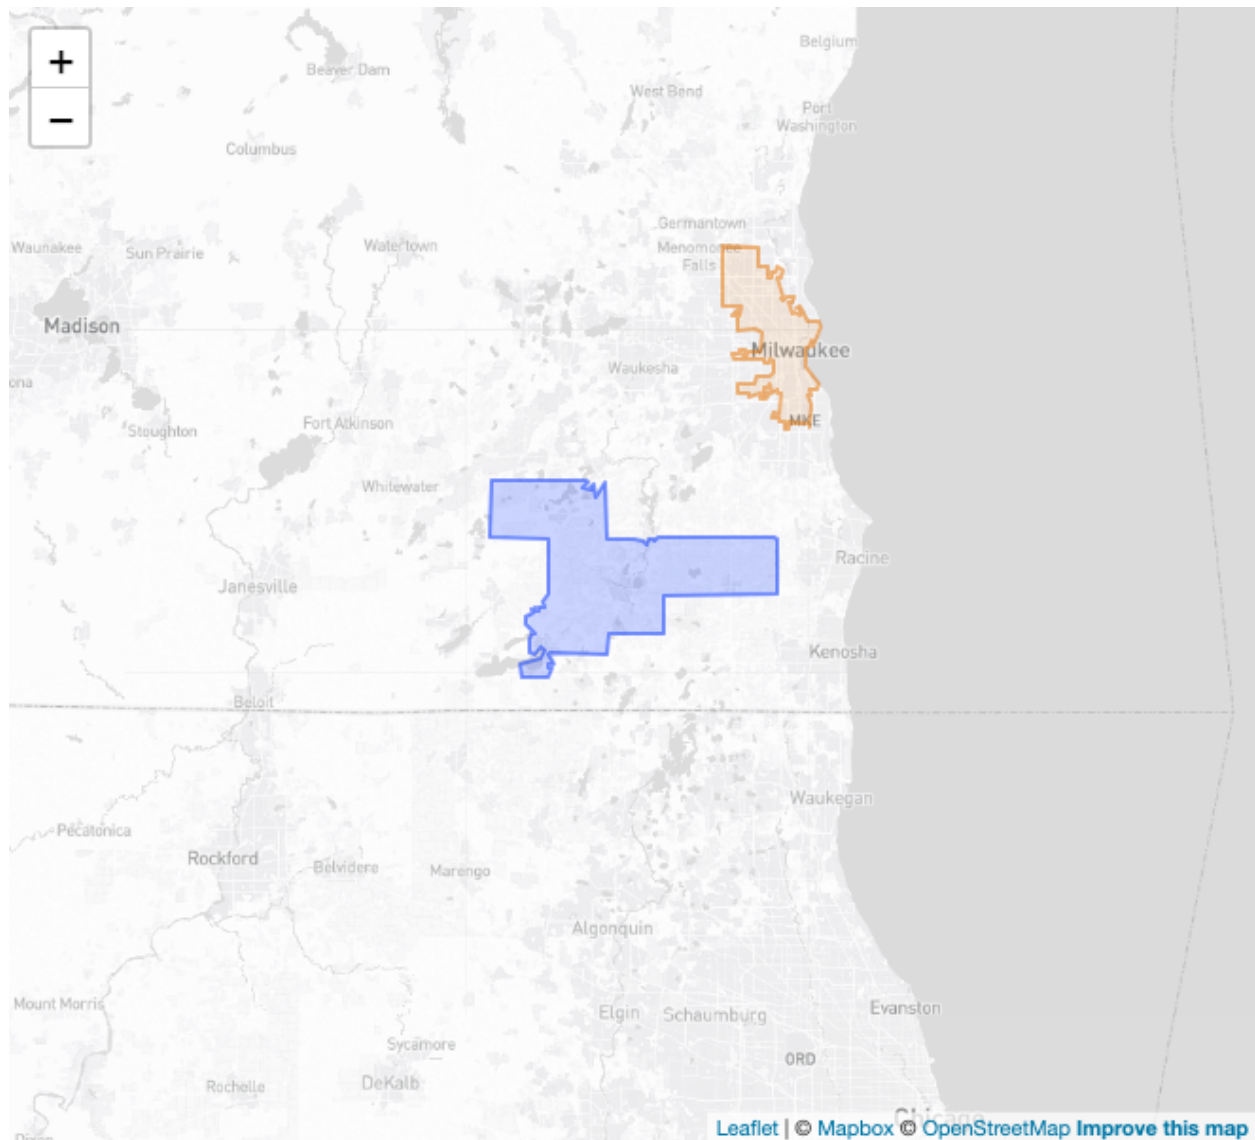 +
−
Belgium
Beaver Dam
West Bend
Port
Washington
Columbus
Germantown
Waunakee
Sun Prairie
Watertown
Menomonee
Falls
Madison
Milwaukee
Waukesha
ona
Fort Atkinson
MKE
Stoughton
Whitewater
Racine
Janesville
Kenosha
Beloit
Waukegan
Pecatonica
Rockford
Belvidere
Marengo
Algonquin
Mount Morris
Elgin
Schaumburg
Evanston
Sycamore
ORD
Rochelle
DeKalb
Chicago
Leaflet | © Mapbox © OpenStreetMap Improve this map